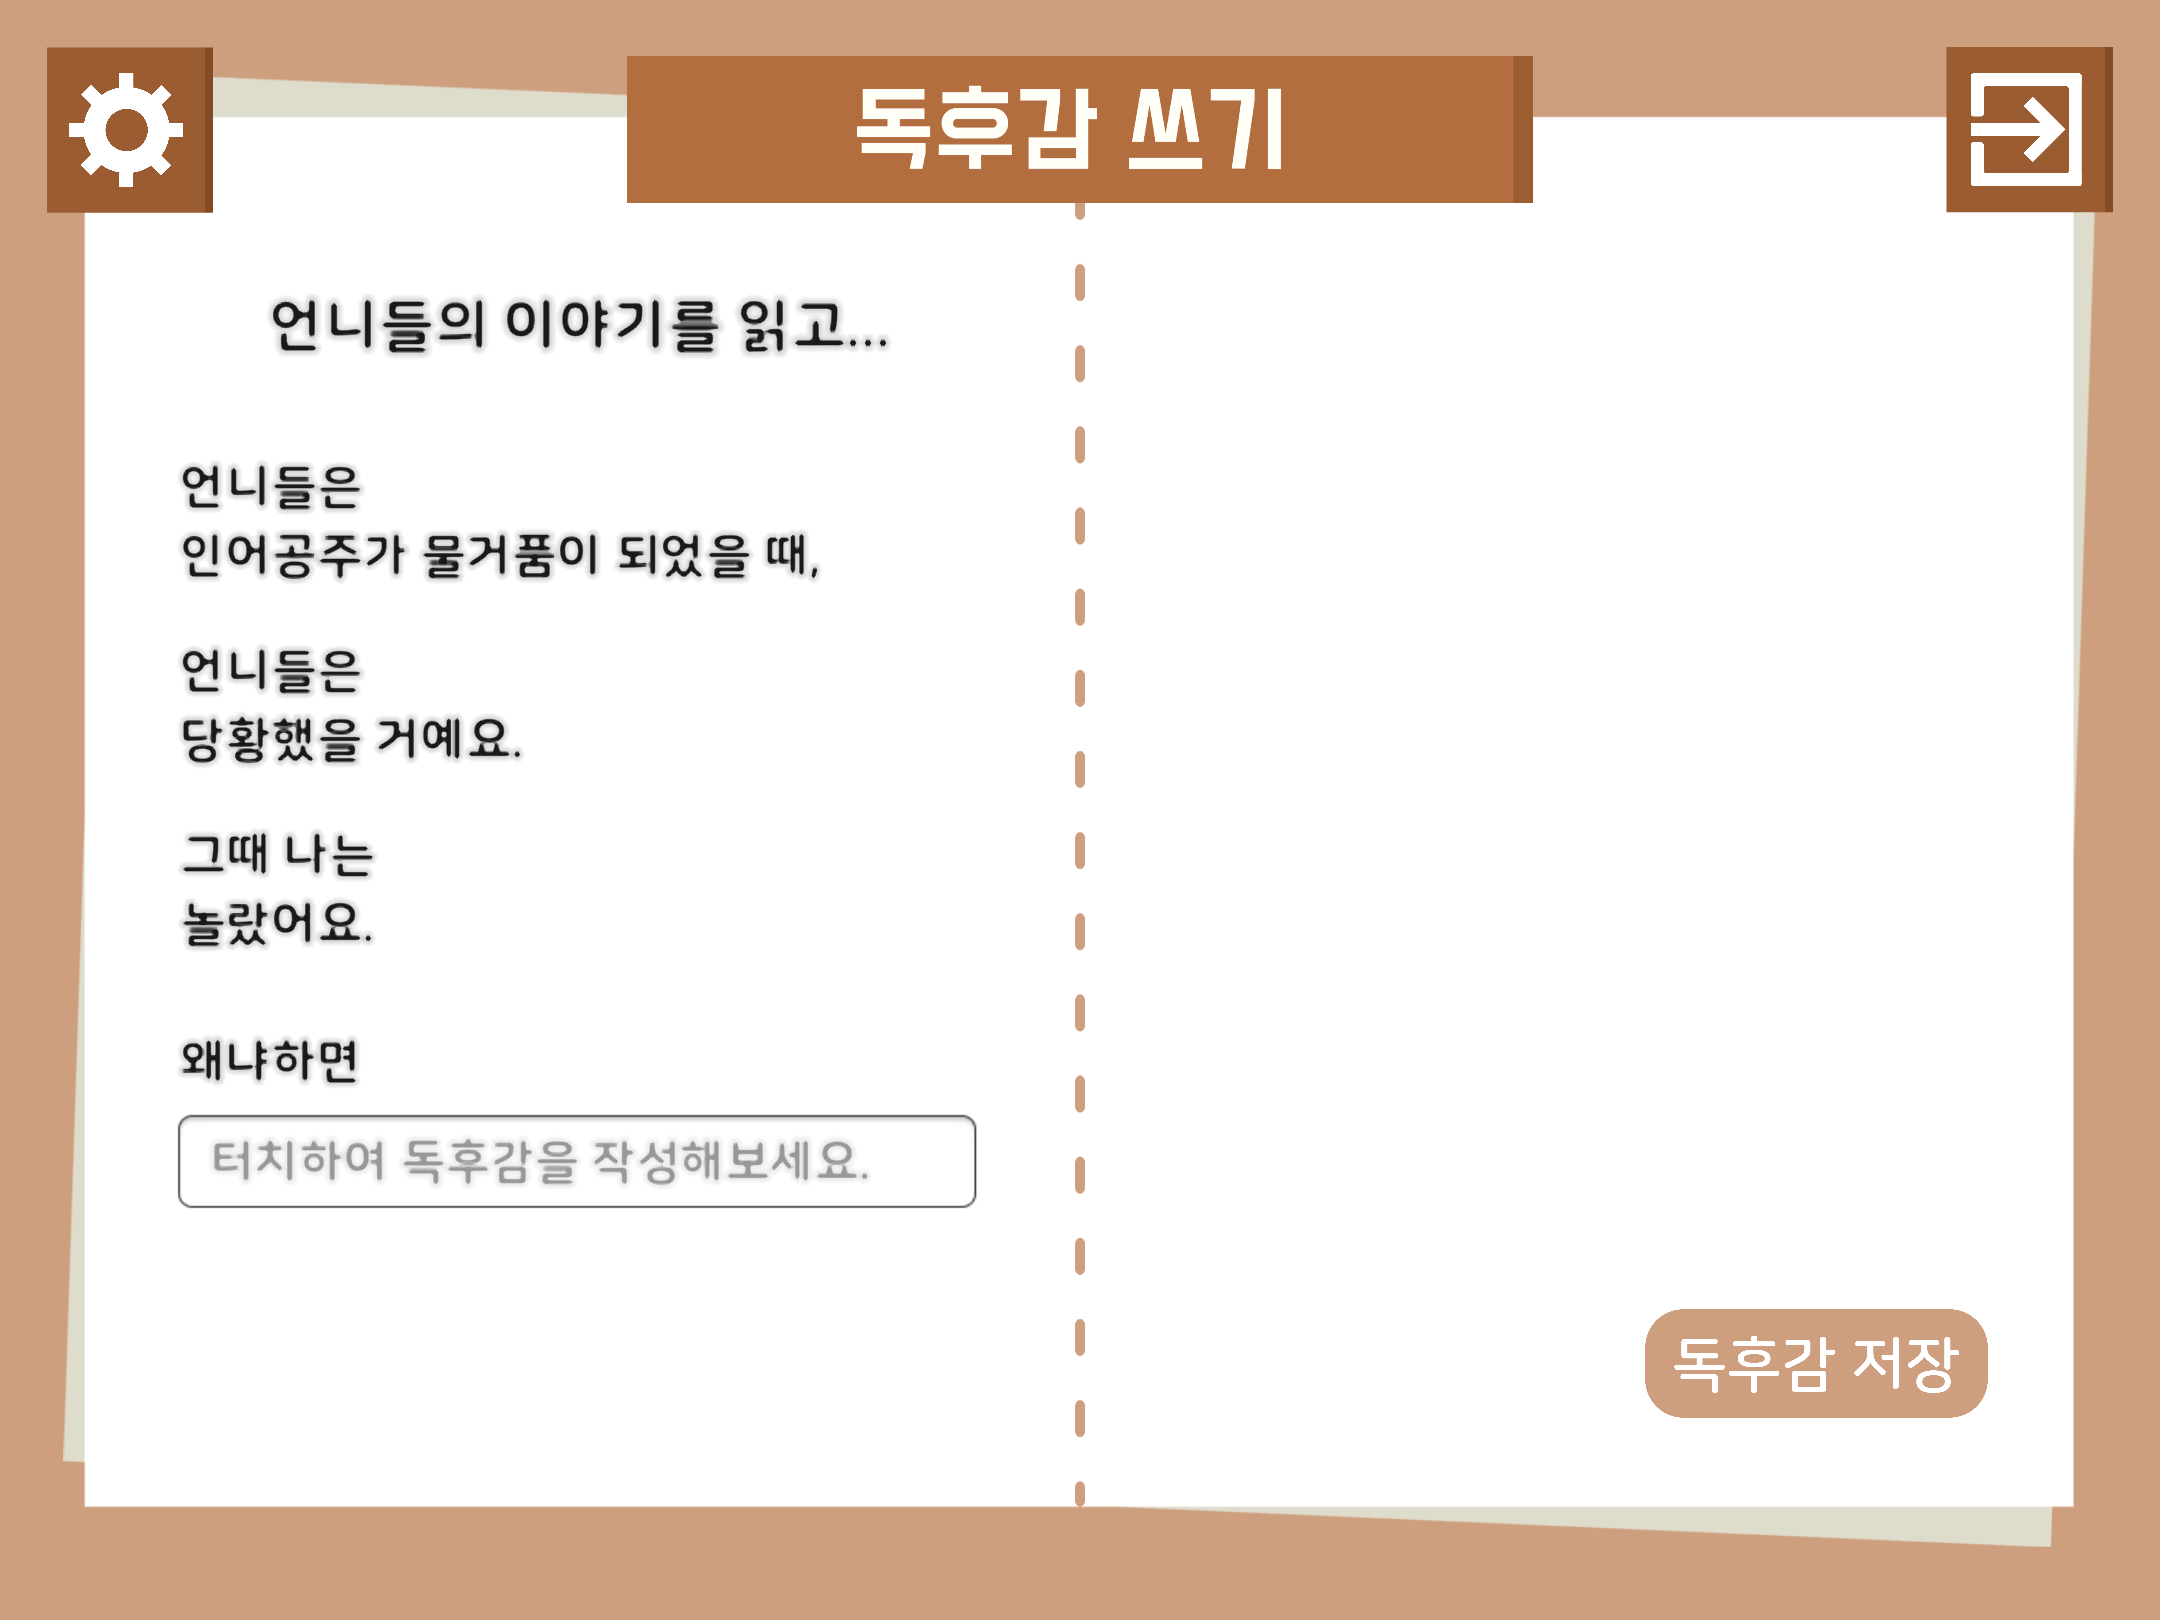 독후감 쓰기
언니들의 이야기를 읽고...
언니들은
인어공주가 물거품이 되었을 때,
언니들은
당황했을 거예요.
그때 나는
놀랐어요.
왜냐하면
터치하여 독후감을 작성해보세요.
독후감 저장